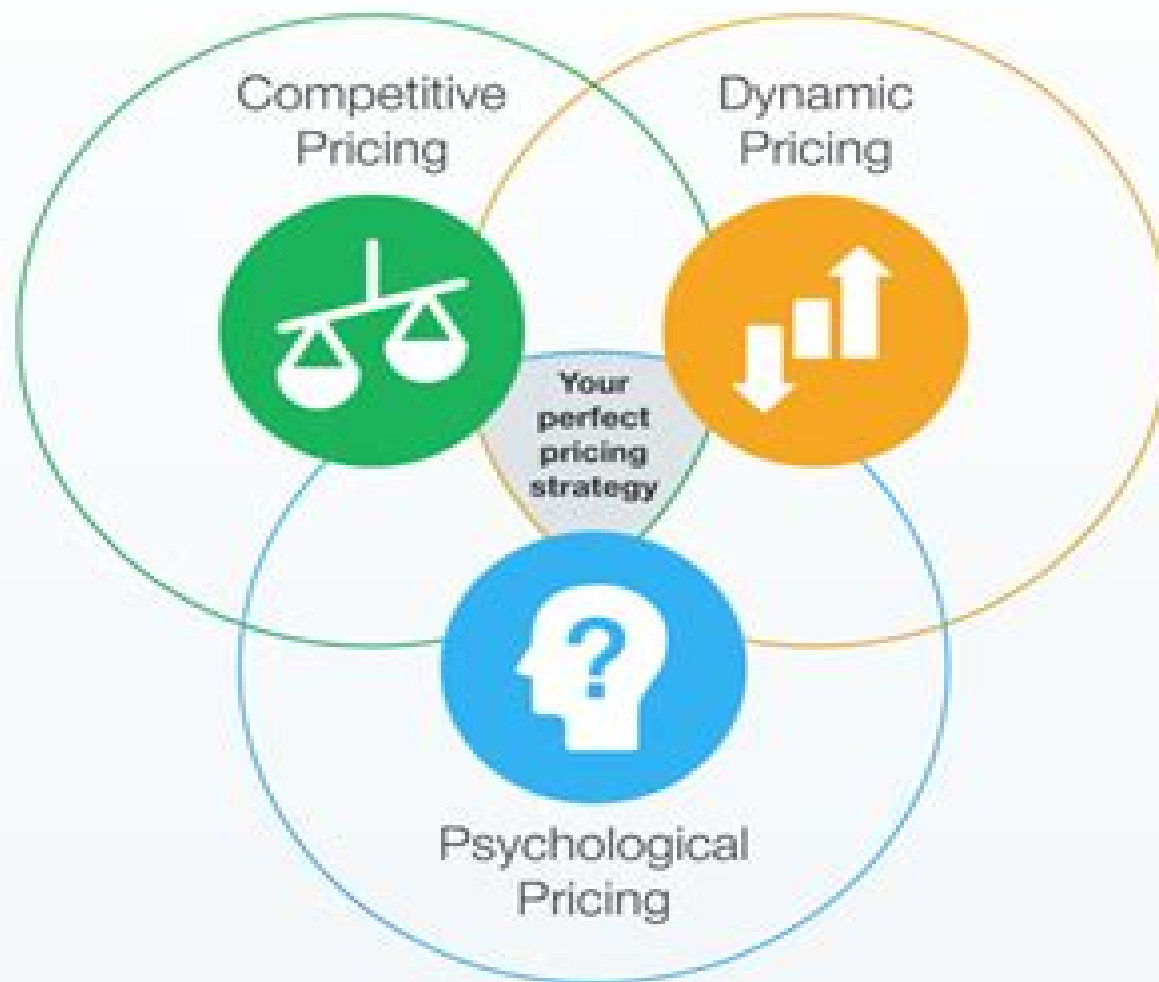 Competitive
Pricing
Dynamic
Pricing
Your
perfect
pricing
strategy
?
Psychological
Pricing